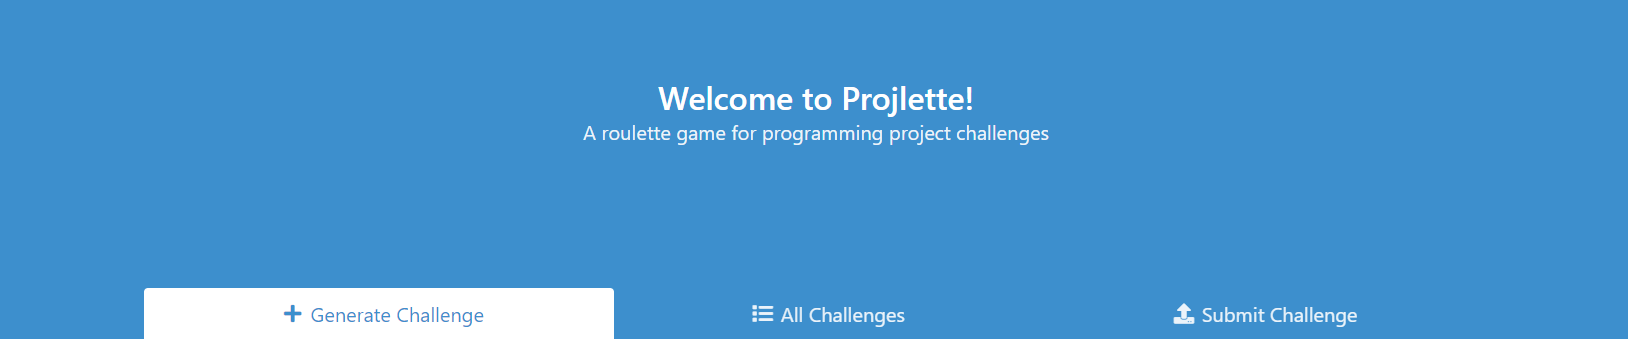 Welcome to Projlette!
A roulette game for programming project challenges
Generate Challenge
All Challenges
Submit Challenge